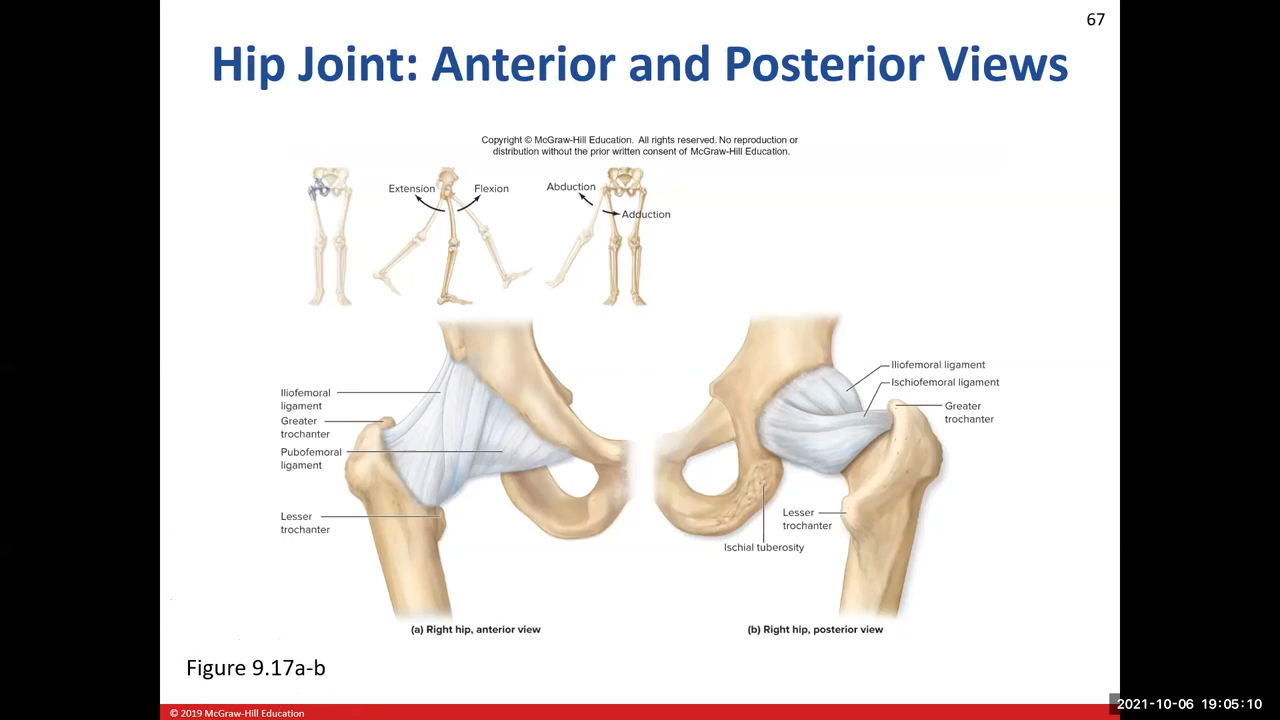 67
Hip Joint: Anterior and Posterior Views
Copyright © McGraw-Hill Education. All rights reserved. No reproduction or
distribution without the prior written consent of McGraw-Hill Education.
Extension
Flexion
Abduction
Adduction
Iliofemoral
ligament
Greater
trochanter
Pubofemoral
ligament
Lesser
trochanter
Iliofemoral ligament
Ischiofemoral ligament
Greater
trochanter
Lesser
trochanter
Ischial tuberosity
(a) Right hip, anterior view
(b) Right hip, posterior view
Figure 9.17a-b
© 2019 McGraw-Hill Education
2021-10-06 19:05:10